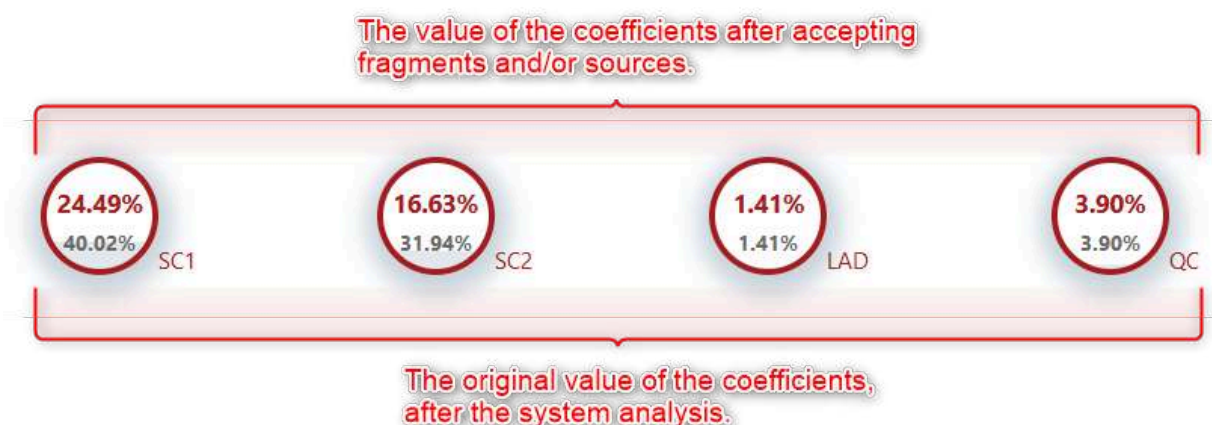 The value of the coefficients after accepting
fragments and/or sources.
24.49%
40.02%
SC1
16.63%
31.94%
SC2
1.41%
1.41%
LAD
3.90%
3.90%
QC
The original value of the coefficients,
after the system analysis.